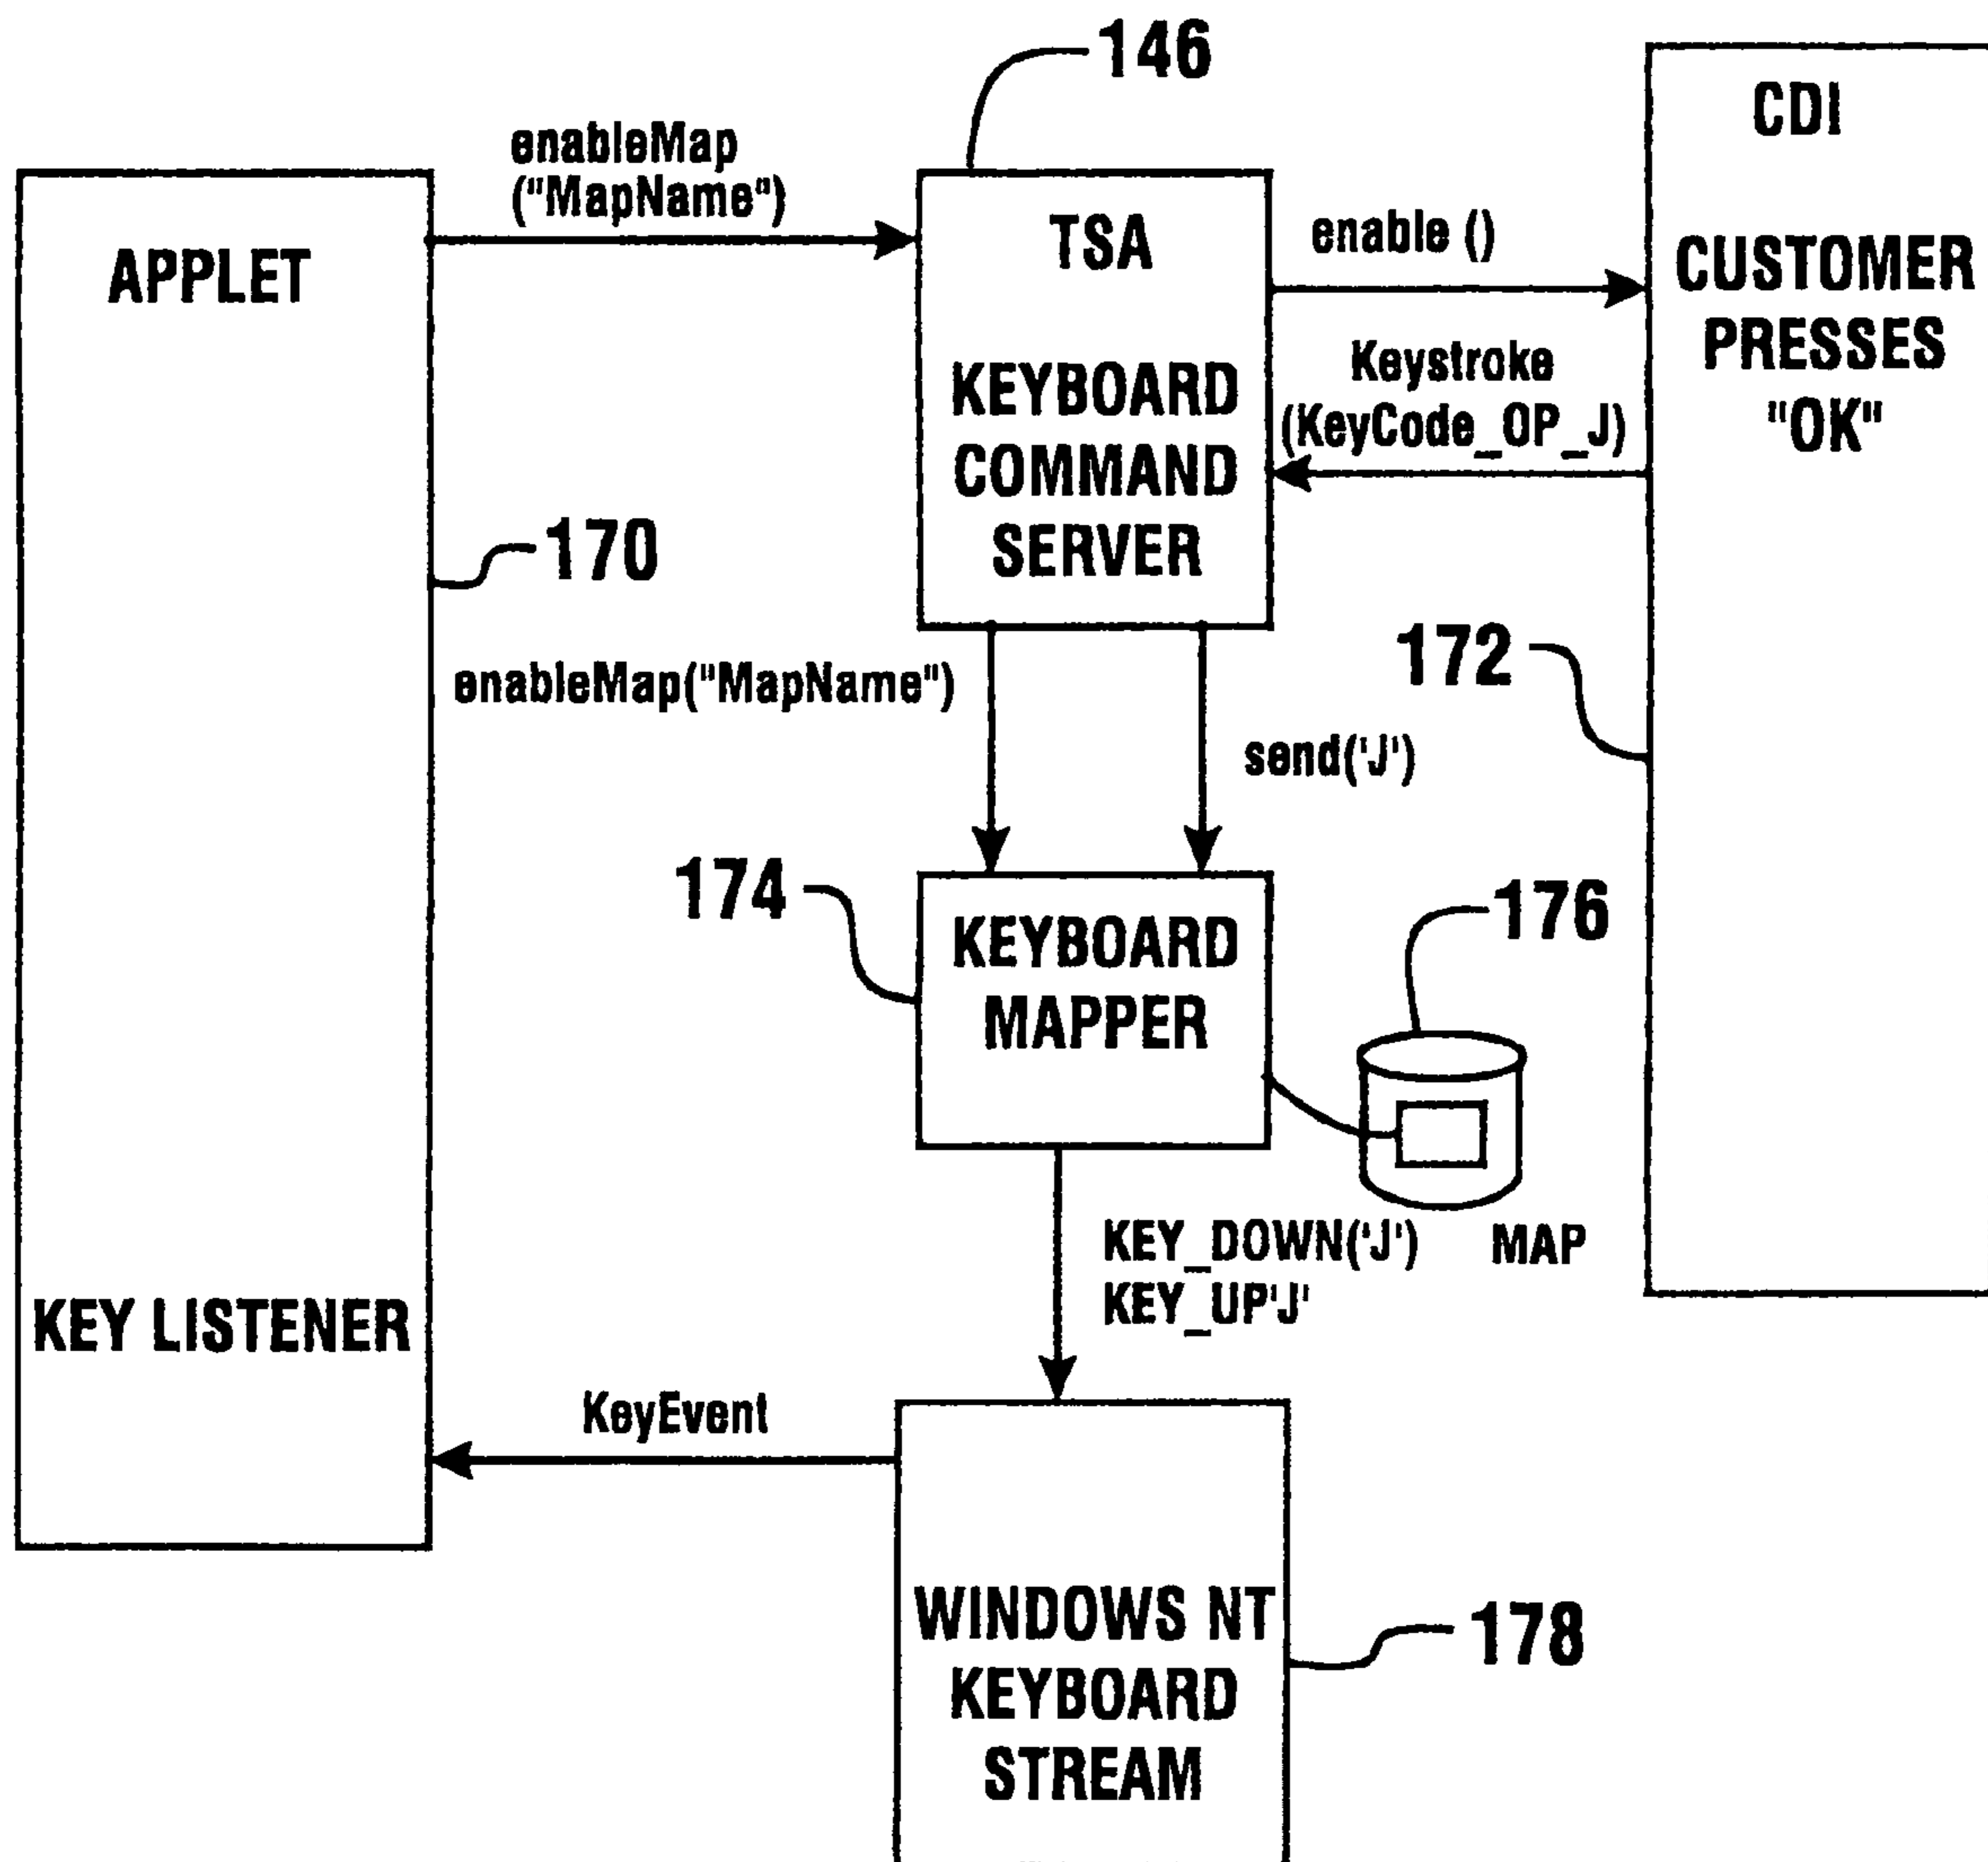 146
CDI
enableMap
("MapName")
APPLET
TSA
enable ()
CUSTOMER
PRESSES
"OK"
Keystroke
(KeyCode_OP_J)
KEYBOARD
COMMAND
SERVER
170
172
enableMap("MapName")
send('J')
174
176
KEYBOARD
MAPPER
KEY_DOWN('J')
KEY_UP'J'
MAP
KEY LISTENER
KeyEvent
WINDOWS NT
KEYBOARD
STREAM
178